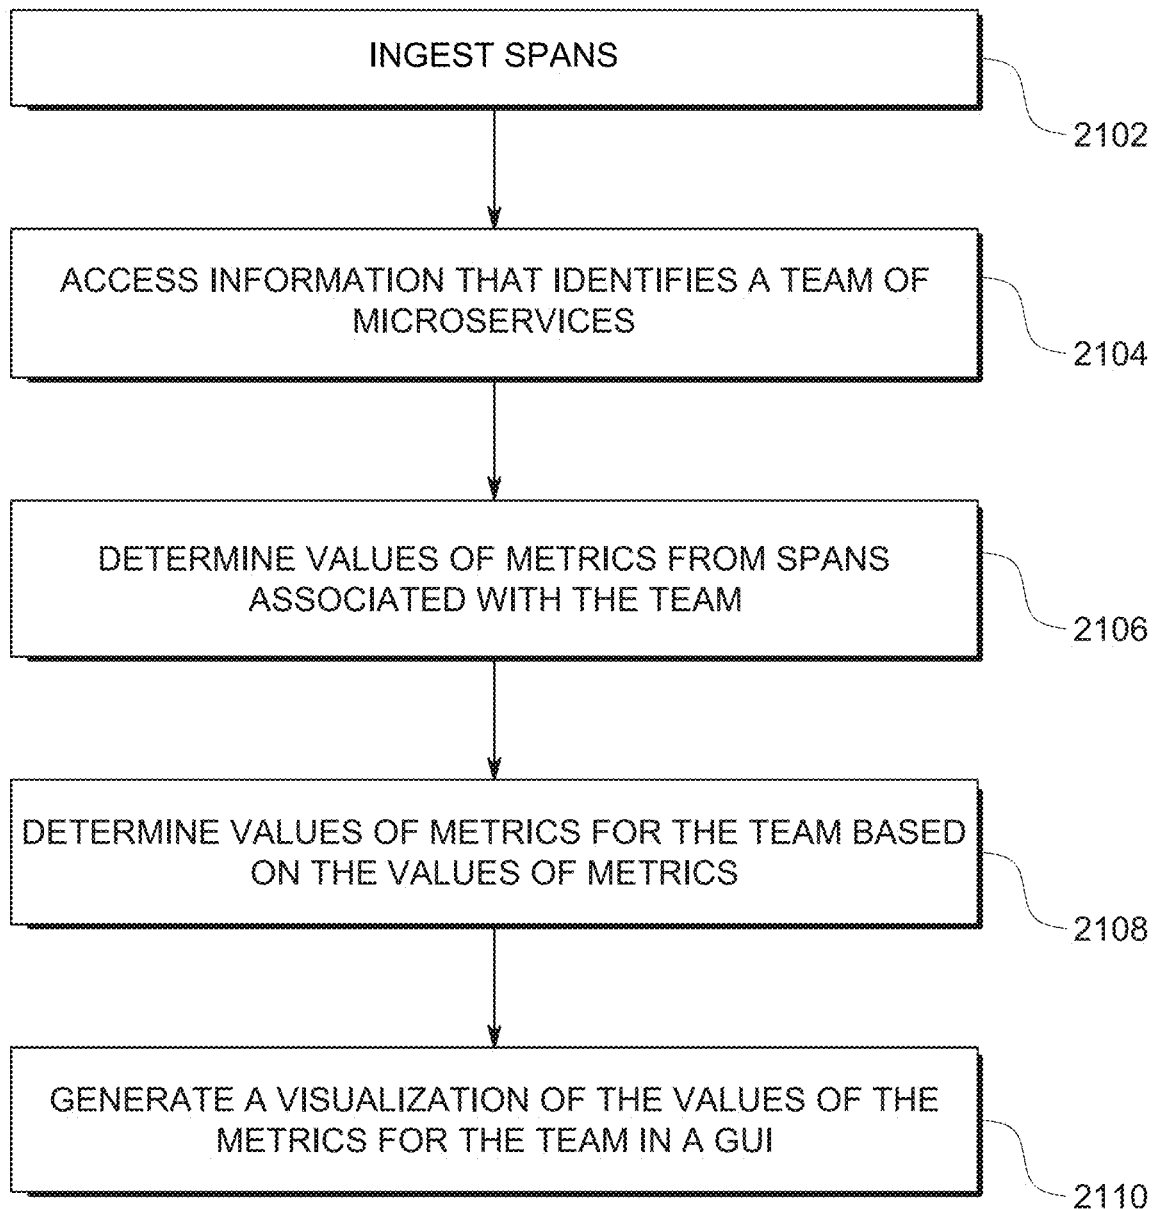 INGEST SPANS
2102
ACCESS INFORMATION THAT IDENTIFIES A TEAM OF
MICROSERVICES
2104
DETERMINE VALUES OF METRICS FROM SPANS
ASSOCIATED WITH THE TEAM
2106
DETERMINE VALUES OF METRICS FOR THE TEAM BASED
ON THE VALUES OF METRICS
2108
GENERATE A VISUALIZATION OF THE VALUES OF THE
METRICS FOR THE TEAM IN A GUI
2110